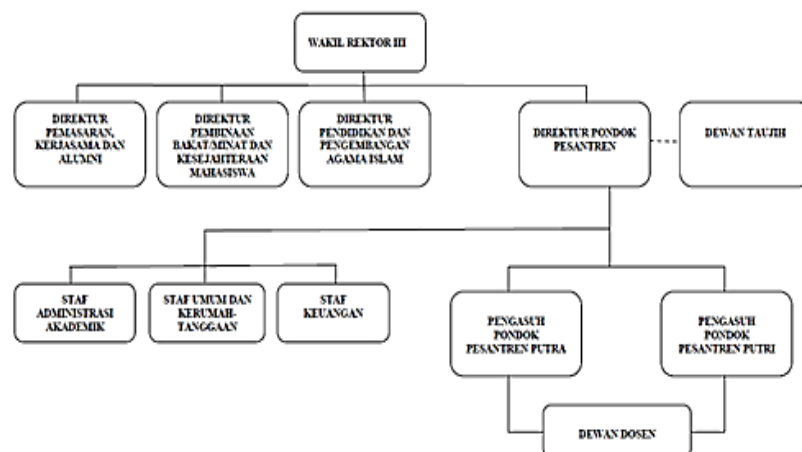 WAKIL REKTOR III
DIREKTUR
PEMASARAN,
KERJASAMA DAN
ALUMNI
DIREKTUR
PEMBINAAN
BAKAT/MINAT DAN
KESEJAHTERAAN
MAHASISWA
DIREKTUR
PENDIDIKAN DAN
PENGEMBANGAN
AGAMA ISLAM
DIREKTUR PONDOK
PESANTREN
DEWAN TAUJIH
STAF
ADMINISTRASI
AKADEMIK
STAF UMUM DAN
KERUMAH-
TANGGAAN
STAF
KEUANGAN
PENGASUH
PONDOK
PESANTREN PUTRA
PENGASUH
PONDOK
PESANTREN PUTRI
DEWAN DOSEN